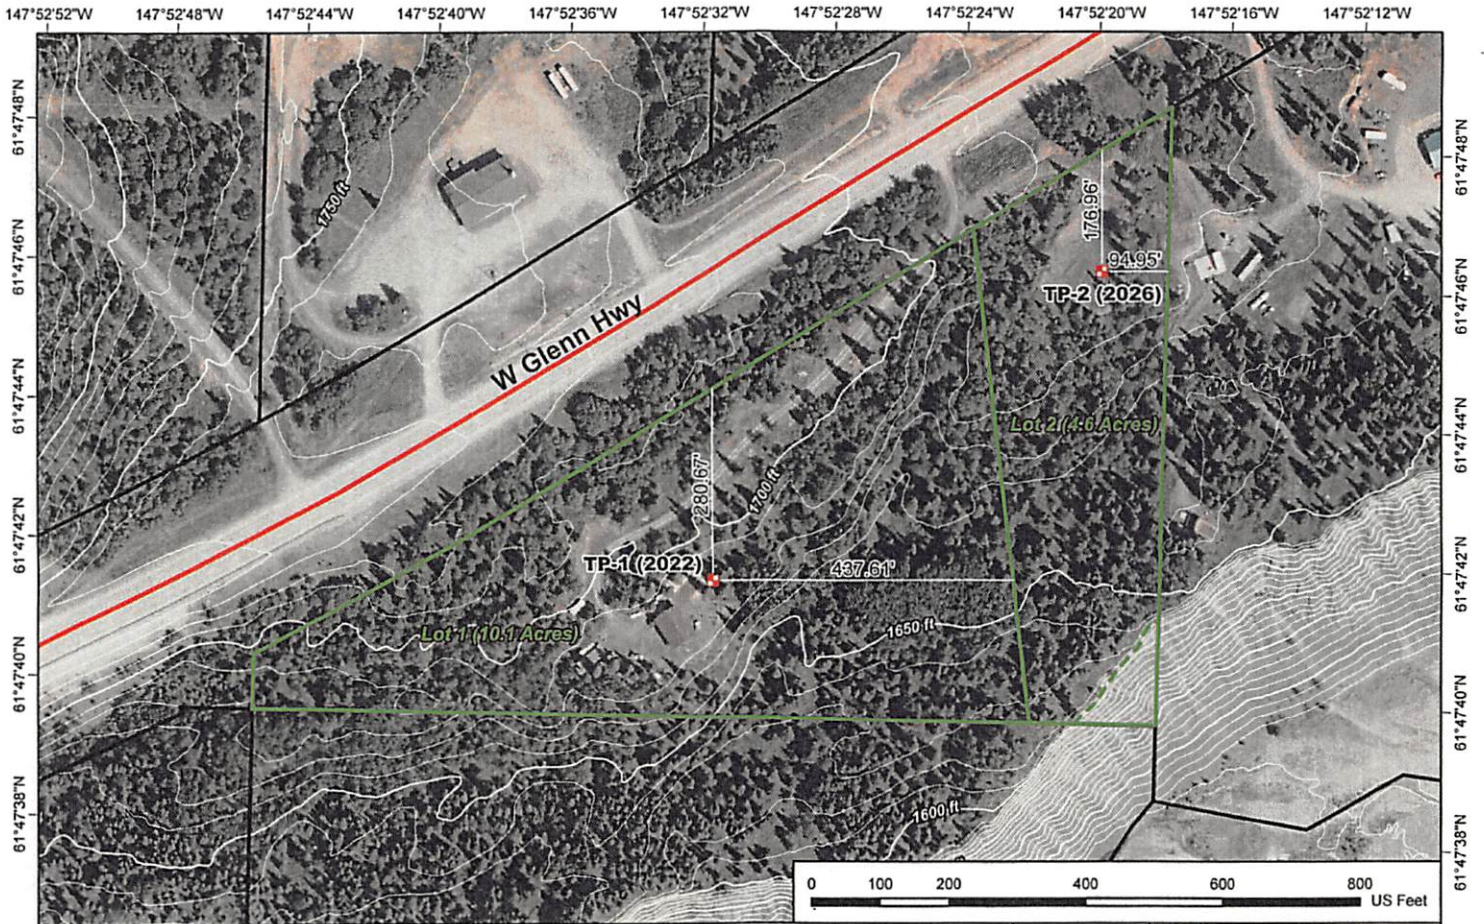 147°52'52"W 147°52'48"W 147°52'44"W 147°52'40"W 147°52'36"W 147°52'32"W 147°52'28"W 147°52'24"W 147°52'20"W 147°52'16"W 147°52'12"W
61°47'48"N
61°47'48"N
1750 ft
176.96'
61°47'46"N
94.95'
61°47'46"N
TP-2 (2026)
W Glenn Hwy
61°47'44"N
Lot 2 (4.6 Acres)
61°47'44"N
280.67'
1700 ft
61°47'42"N
TP-1 (2022)
437.61'
61°47'42"N
Lot 1 (10.1 Acres)
1650 ft
61°47'40"N
61°47'40"N
61°47'38"N
1600 ft
61°47'38"N
0 100 200 400 600 800
US Feet